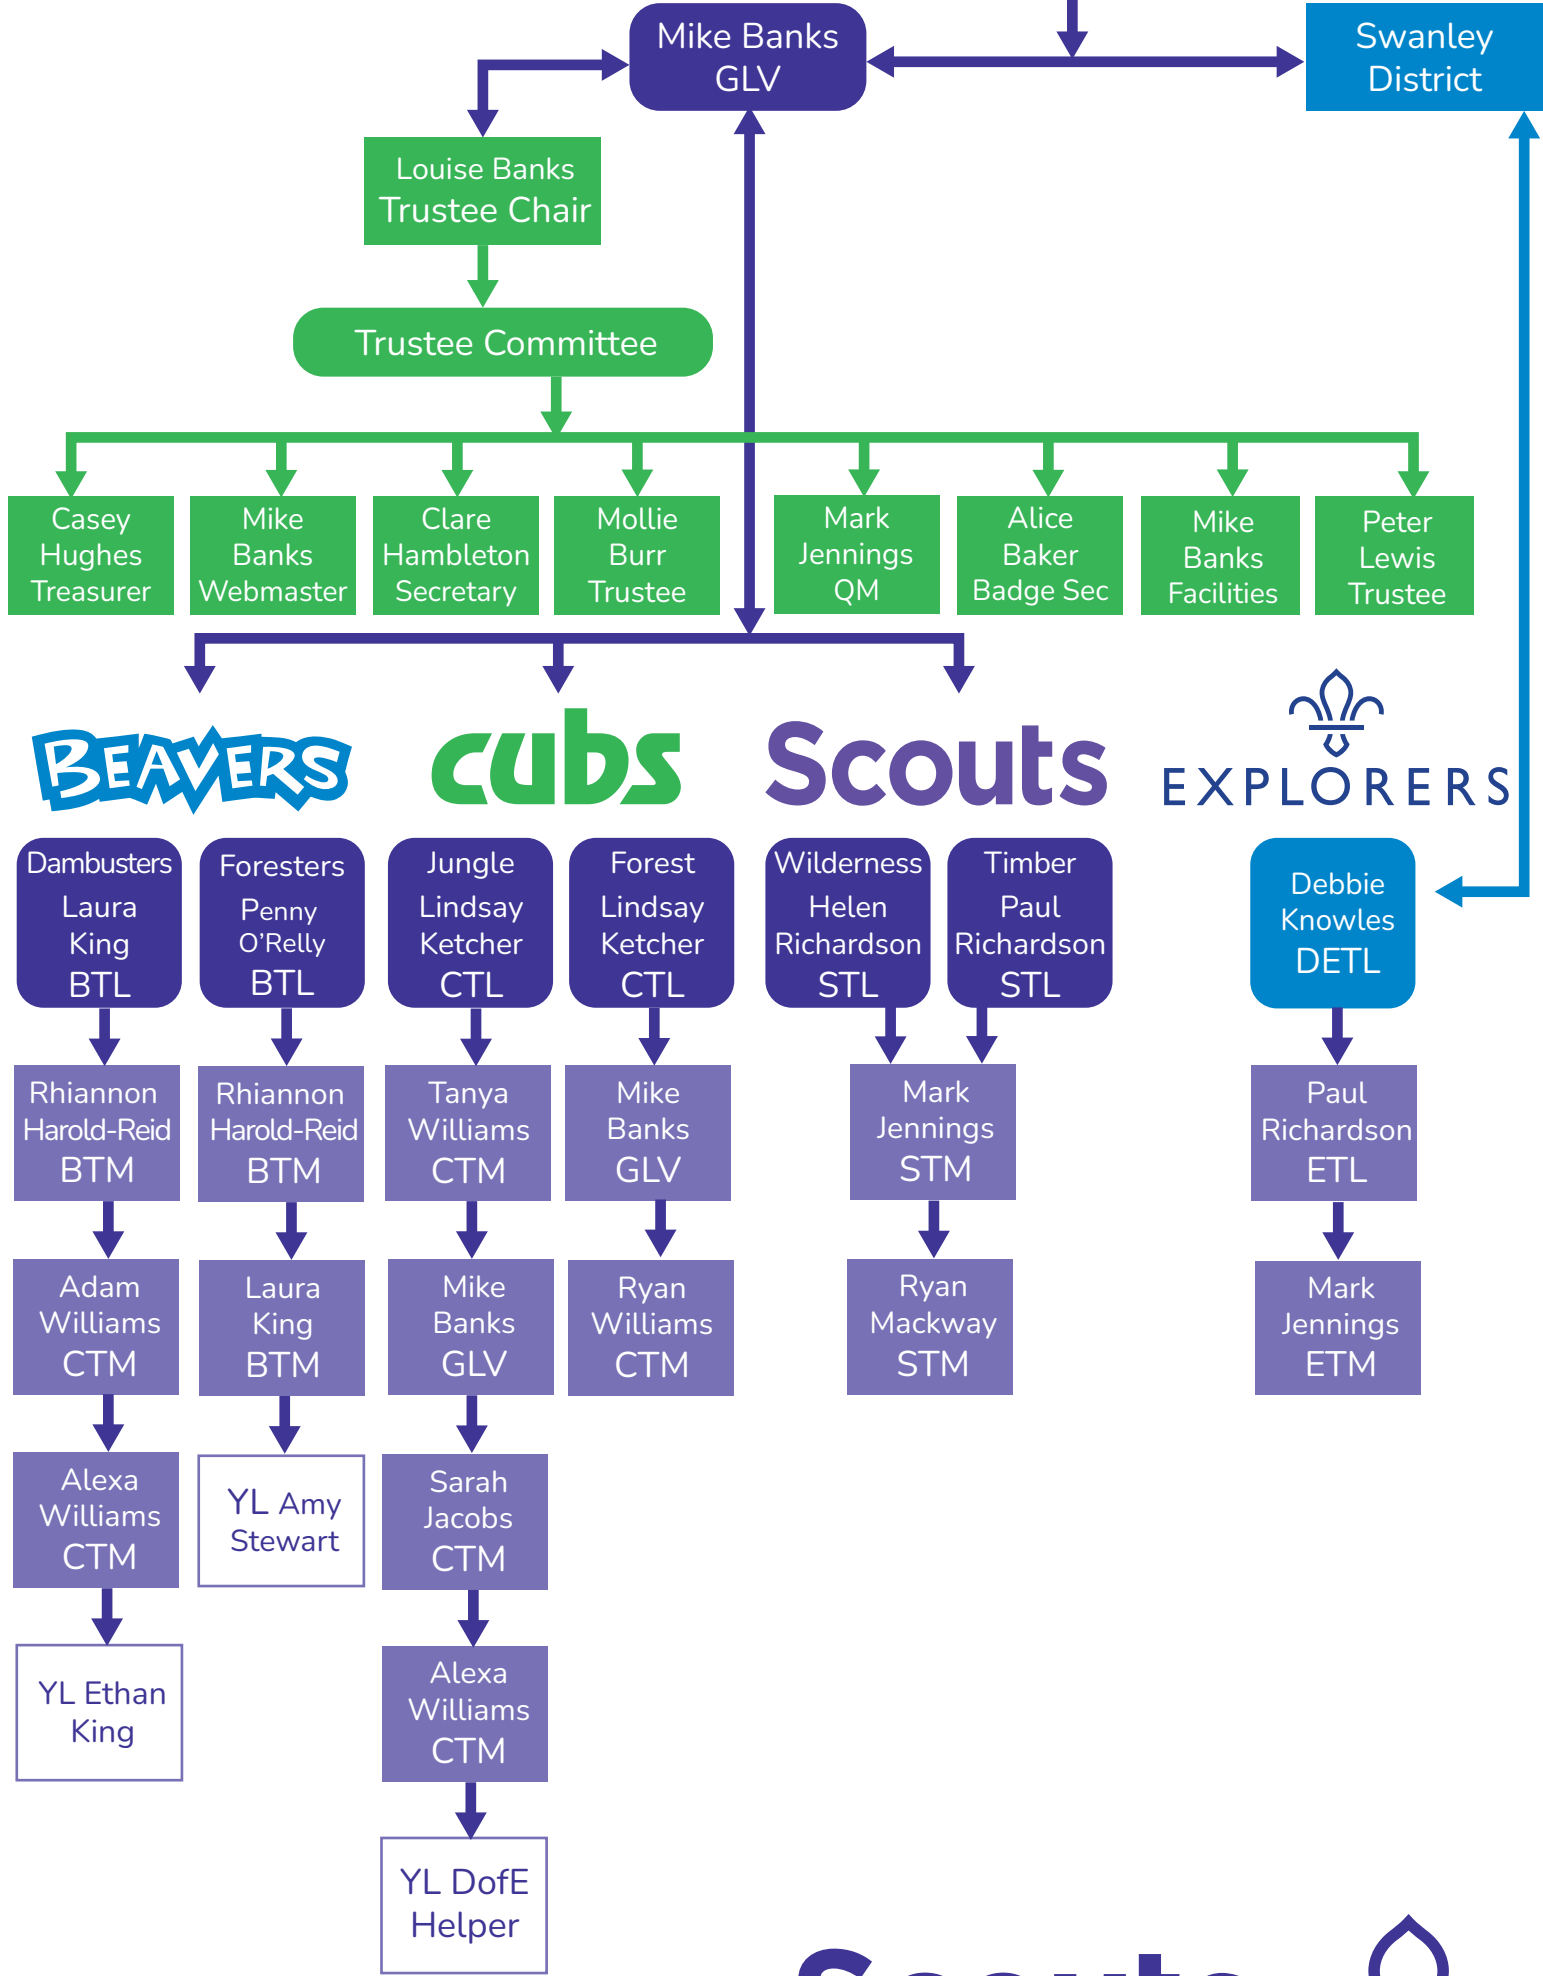 Mike Banks
GLV
Swanley
District
Louise Banks
Trustee Chair
Trustee Committee
Casey
Hughes
Treasurer
Mike
Banks
Webmaster
Clare
Hambleton
Secretary
Mollie
Burr
Trustee
Mark
Jennings
QM
Alice
Baker
Badge Sec
Mike
Banks
Facilities
Peter
Lewis
Trustee
BEAVERS
cubs
Scouts
EXPLORERS
Dambusters
Laura
King
BTL
Foresters
Penny
O'Relly
BTL
Jungle
Lindsay
Ketcher
CTL
Forest
Lindsay
Ketcher
CTL
Wilderness
Helen
Richardson
STL
Timber
Paul
Richardson
STL
Debbie
Knowles
DETL
Rhiannon
Harold-Reid
BTM
Rhiannon
Harold-Reid
BTM
Tanya
Williams
CTM
Mike
Banks
GLV
Mark
Jennings
STM
Paul
Richardson
ETL
Adam
Williams
CTM
Laura
King
BTM
Mike
Banks
GLV
Ryan
Williams
CTM
Ryan
Mackway
STM
Mark
Jennings
ETM
Alexa
Williams
CTM
YL Amy
Stewart
Sarah
Jacobs
CTM
YL Ethan
King
Alexa
Williams
CTM
YL DofE
Helper
Scouts